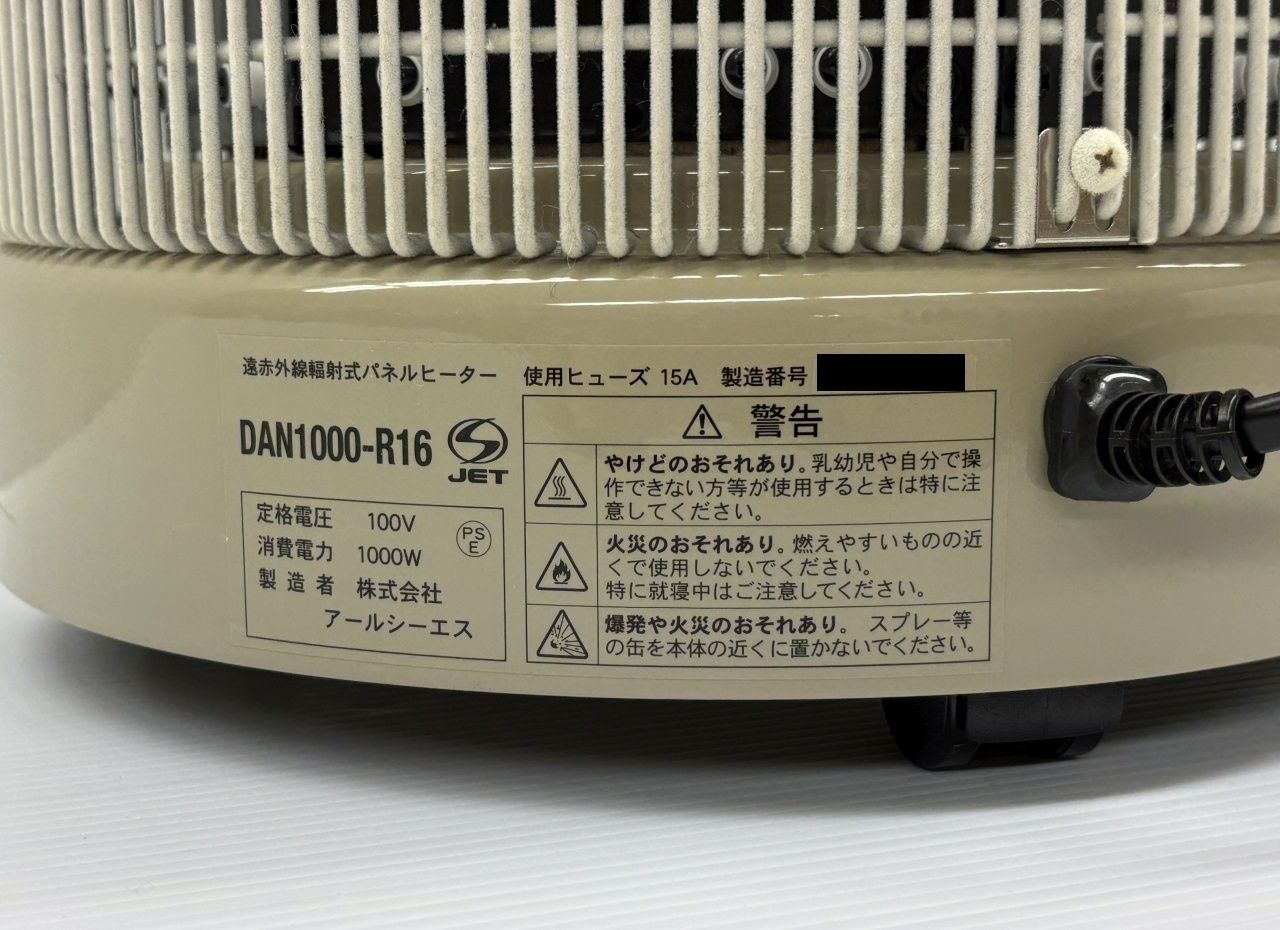 遠赤外線輻射式パネルヒーター
DAN1000-R16
JET
定格電圧 100V
消費電力 1000W
PS
E
製造者 株式会社
アールシーエス
使用ヒューズ 15A 製造番号
警告
やけどのおそれあり。乳幼児や自分で操
作できない方等が使用するときは特に注
意してください。
火災のおそれあり。燃えやすいものの近
くで使用しないでください。
特に就寝中はご注意してください。
爆発や火災のおそれあり。 スプレー等
の缶を本体の近くに置かないでください。